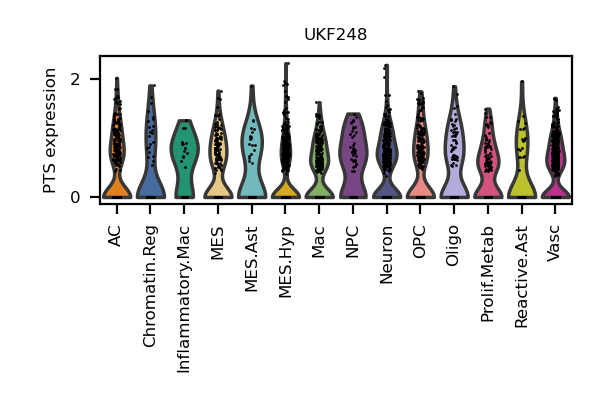 UKF248
PTS expression
2
0
AC
Chromatin.Reg
Inflammatory.Mac
MES
MES.Ast
MES.Hyp
Mac
NPC
Neuron
OPC
Oligo
Prolif.Metab
Reactive.Ast
Vasc